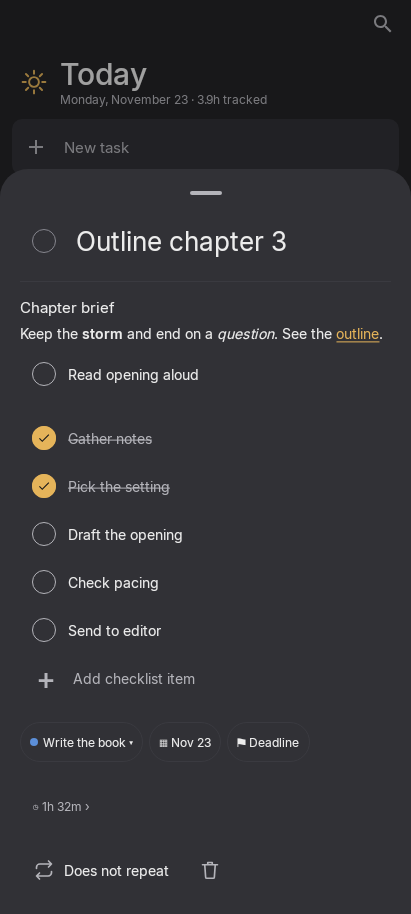 Today
Monday, November 23 · 3.9h tracked
New task
Outline chapter 3
Chapter brief
Keep the storm and end on a question. See the outline.
Read opening aloud
Gather notes
Pick the setting
Draft the opening
Check pacing
Send to editor
Add checklist item
Write the book Nov 23 Deadline
1h 32m ›
Does not repeat